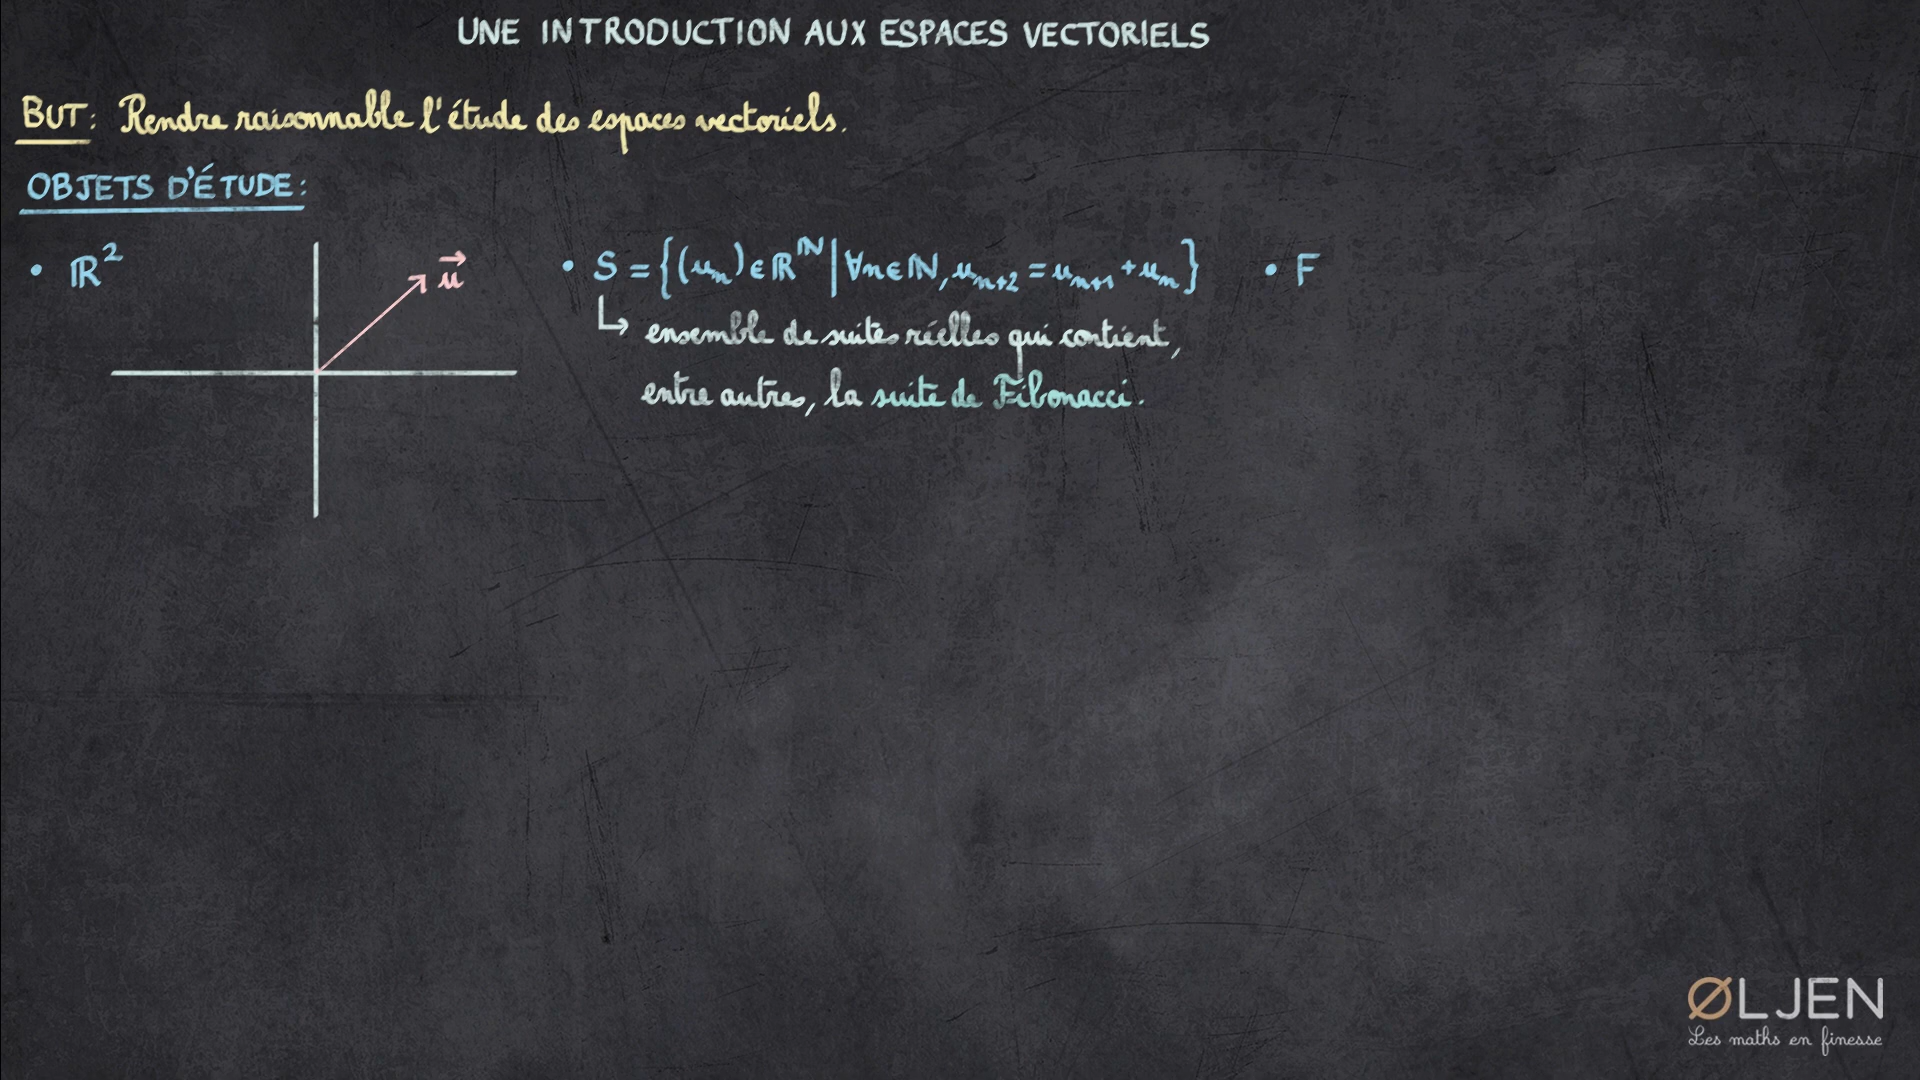 UNE INTRODUCTION AUX ESPACES VECTORIELS
BUT: Rendre raisonnable l'étude des espaces vectoriels.
OBJETS D'ÉTUDE:
• ℝ²
u⃗
• S = {(uₙ) ∈ ℝ^ℕ | ∀n ∈ ℕ, uₙ₊₂ = uₙ₊₁ + uₙ}
↳ ensemble de suites réelles qui contient,
entre autres, la suite de Fibonacci.
• F
ØLJEN
Les maths en finesse